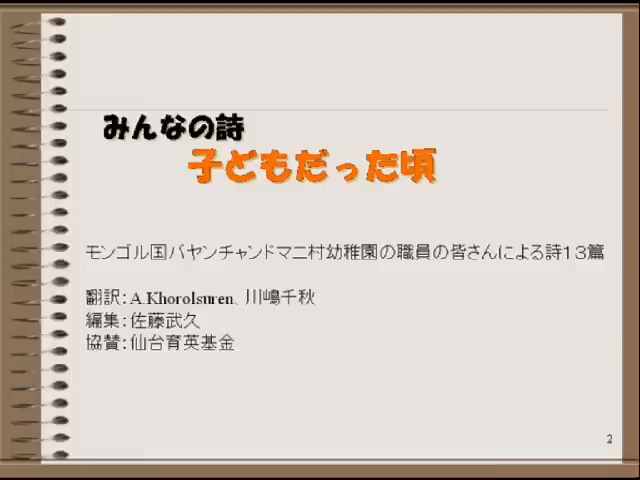 みんなの詩
子どもだった頃
モンゴル国バヤンチャンドマニ村幼稚園の職員の皆さんによる詩１３篇
翻訳：A.Khorolsuren、川嶋千秋
編集：佐藤武久
協賛：仙台育英基金
2